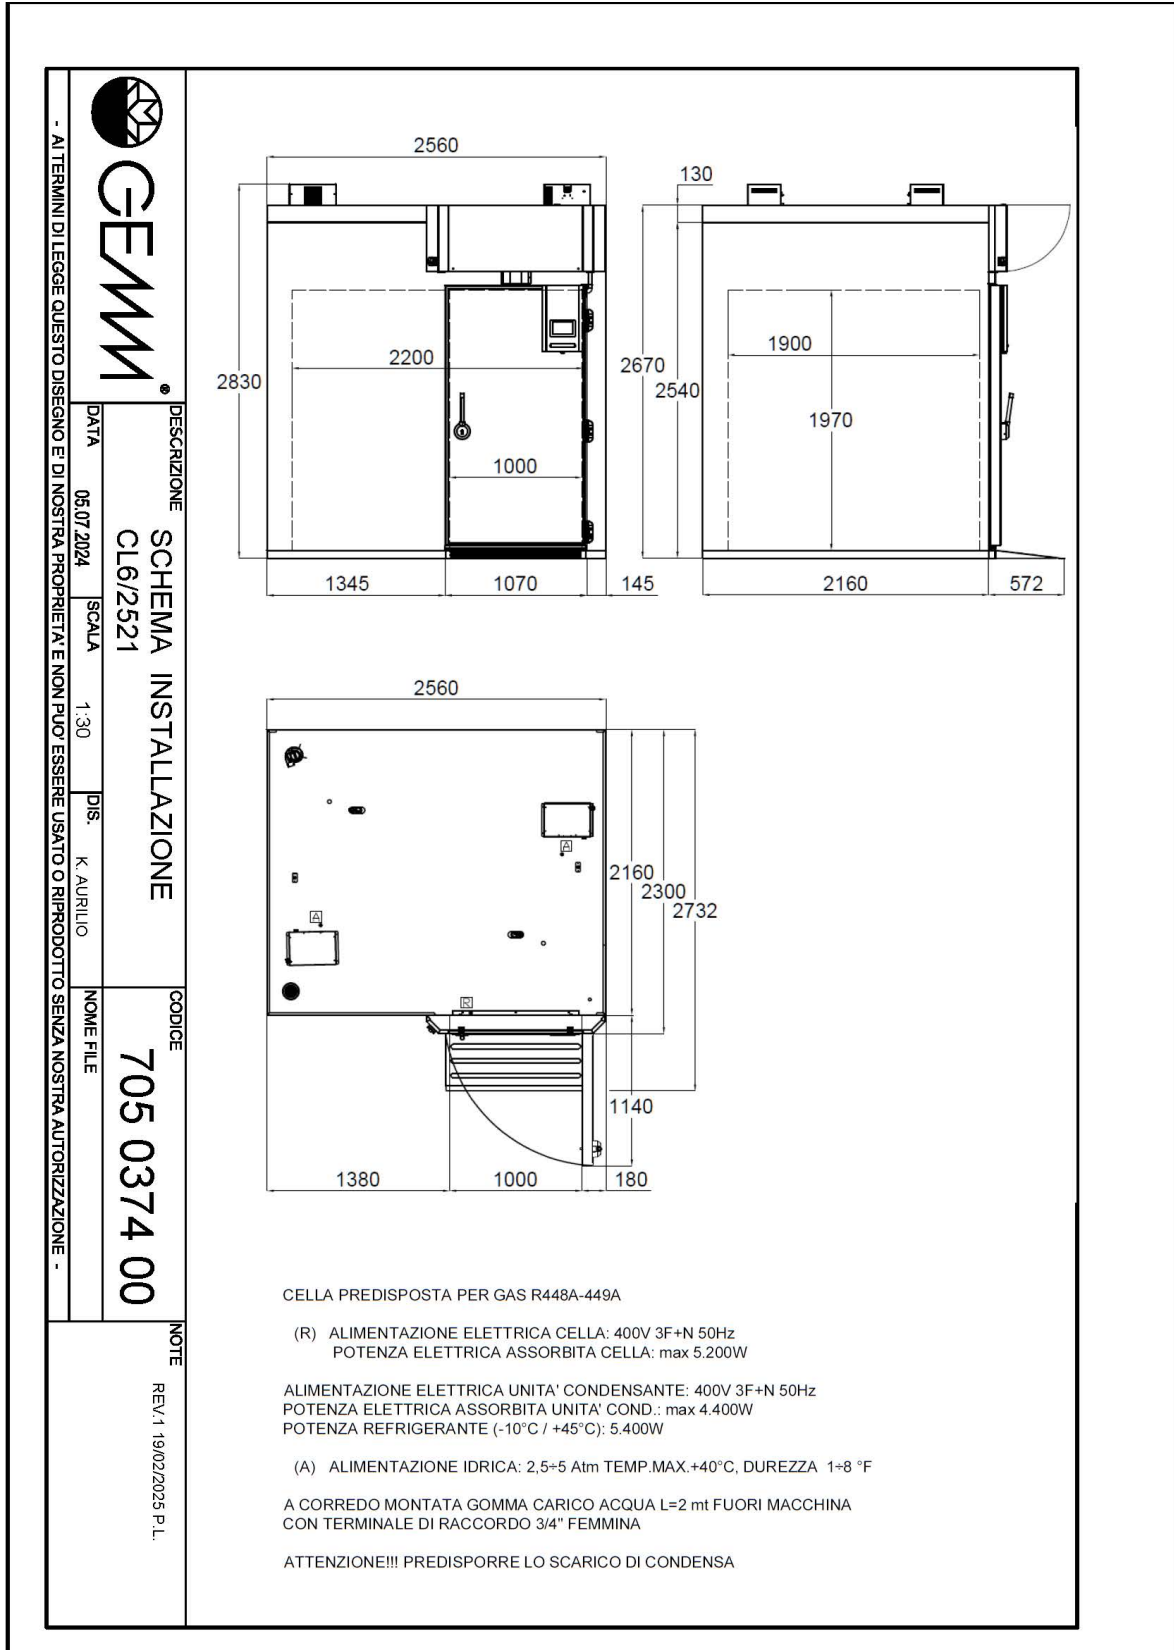 2560
2830
2200
1000
1345
1070
145
130
2670
2540
1900
1970
2160
572
2560
2160
2300
2732
A
A
R
1140
1380
1000
180
CELLA PREDISPOSTA PER GAS R448A-449A
(R) ALIMENTAZIONE ELETTRICA CELLA: 400V 3F+N 50Hz
POTENZA ELETTRICA ASSORBITA CELLA: max 5.200W
ALIMENTAZIONE ELETTRICA UNITA' CONDENSANTE: 400V 3F+N 50Hz
POTENZA ELETTRICA ASSORBITA UNITA' COND.: max 4.400W
POTENZA REFRIGERANTE (-10°C / +45°C): 5.400W
(A) ALIMENTAZIONE IDRICA: 2,5÷5 Atm TEMP.MAX.+40°C, DUREZZA 1÷8 °F
A CORREDO MONTATA GOMMA CARICO ACQUA L=2 mt FUORI MACCHINA
CON TERMINALE DI RACCORDO 3/4" FEMMINA
ATTENZIONE!!! PREDISPORRE LO SCARICO DI CONDENSA
GEMM ®
DESCRIZIONE
SCHEMA INSTALLAZIONE
CL6/2521
CODICE
705 0374 00
NOTE
REV.1 19/02/2025 P.L.
DATA
05.07.2024
SCALA
1:30
DIS.
K. AURILIO
NOME FILE
- AI TERMINI DI LEGGE QUESTO DISEGNO E' DI NOSTRA PROPRIETA' E NON PUO' ESSERE USATO O RIPRODOTTO SENZA NOSTRA AUTORIZZAZIONE -